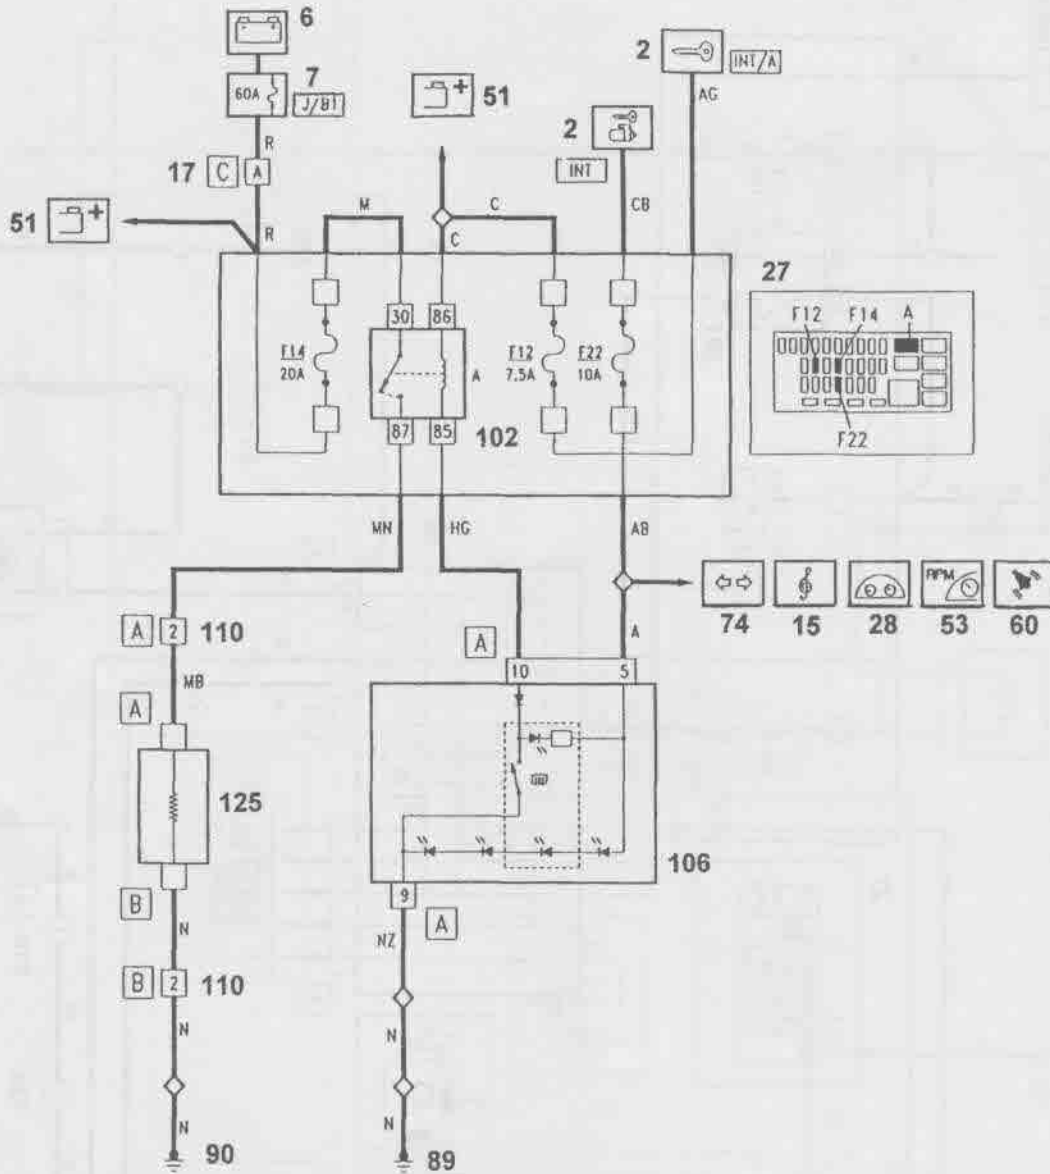 6
2
INT/A
60A
7
J/B1
+
51
2
AG
R
INT
17
C
A
CB
51
+
M
C
R
C
27
30
86
F12
F14
A
F14
20A
A
F12
7,5A
F22
10A
87
85
102
F22
MN
HG
AB
RPM
74
15
28
53
60
A
2
110
A
A
10
5
MB
A
125
106
B
9
A
N
NZ
B
2
110
N
N
N
N
90
89